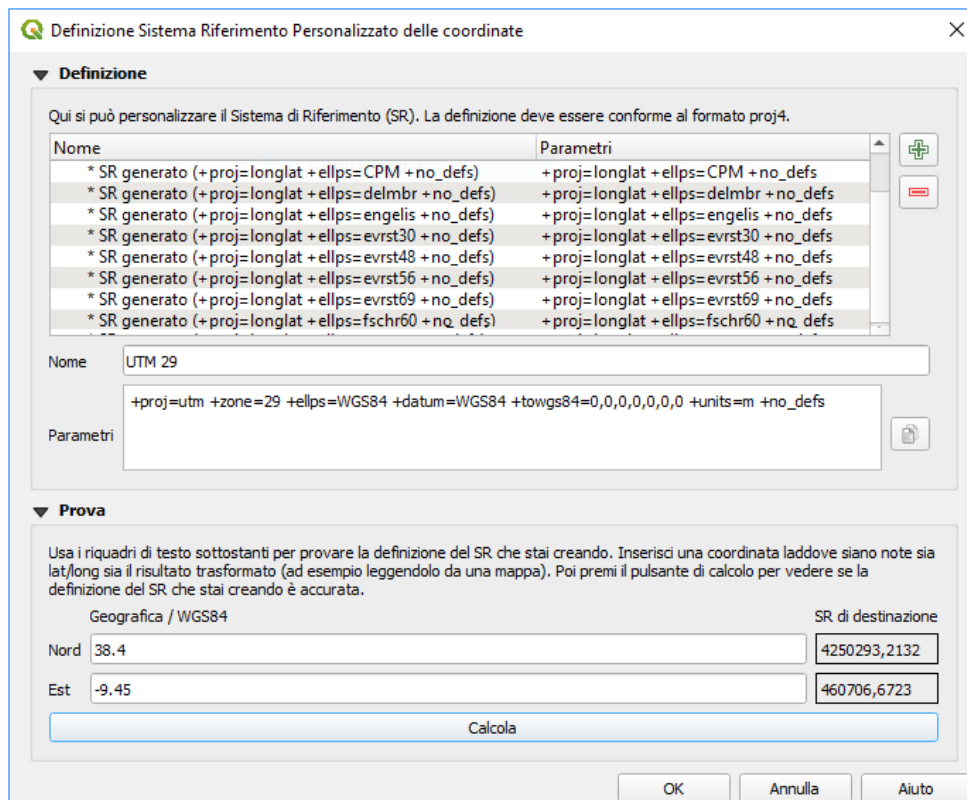 Definizione Sistema Riferimento Personalizzato delle coordinate
Definizione
Qui si può personalizzare il Sistema di Riferimento (SR). La definizione deve essere conforme al formato proj4.
Nome Parametri
* SR generato (+proj=longlat +ellps=CPM +no_defs) +proj=longlat +ellps=CPM +no_defs
* SR generato (+proj=longlat +ellps=delmbr +no_defs) +proj=longlat +ellps=delmbr +no_defs
* SR generato (+proj=longlat +ellps=engelis +no_defs) +proj=longlat +ellps=engelis +no_defs
* SR generato (+proj=longlat +ellps=evrst30 +no_defs) +proj=longlat +ellps=evrst30 +no_defs
* SR generato (+proj=longlat +ellps=evrst48 +no_defs) +proj=longlat +ellps=evrst48 +no_defs
* SR generato (+proj=longlat +ellps=evrst56 +no_defs) +proj=longlat +ellps=evrst56 +no_defs
* SR generato (+proj=longlat +ellps=evrst69 +no_defs) +proj=longlat +ellps=evrst69 +no_defs
* SR generato (+proj=longlat +ellps=fschr60 +no_defs) +proj=longlat +ellps=fschr60 +no_defs
Nome UTM 29
+proj=utm +zone=29 +ellps=WGS84 +datum=WGS84 +towgs84=0,0,0,0,0,0,0 +units=m +no_defs
Parametri
Prova
Usa i riquadri di testo sottostanti per provare la definizione del SR che stai creando. Inserisci una coordinata laddove siano note sia
lat/long sia il risultato trasformato (ad esempio leggendolo da una mappa). Poi premi il pulsante di calcolo per vedere se la
definizione del SR che stai creando è accurata.
Geografica / WGS84 SR di destinazione
Nord 38.4 4250293,2132
Est -9.45 460706,6723
Calcola
OK Annulla Aiuto